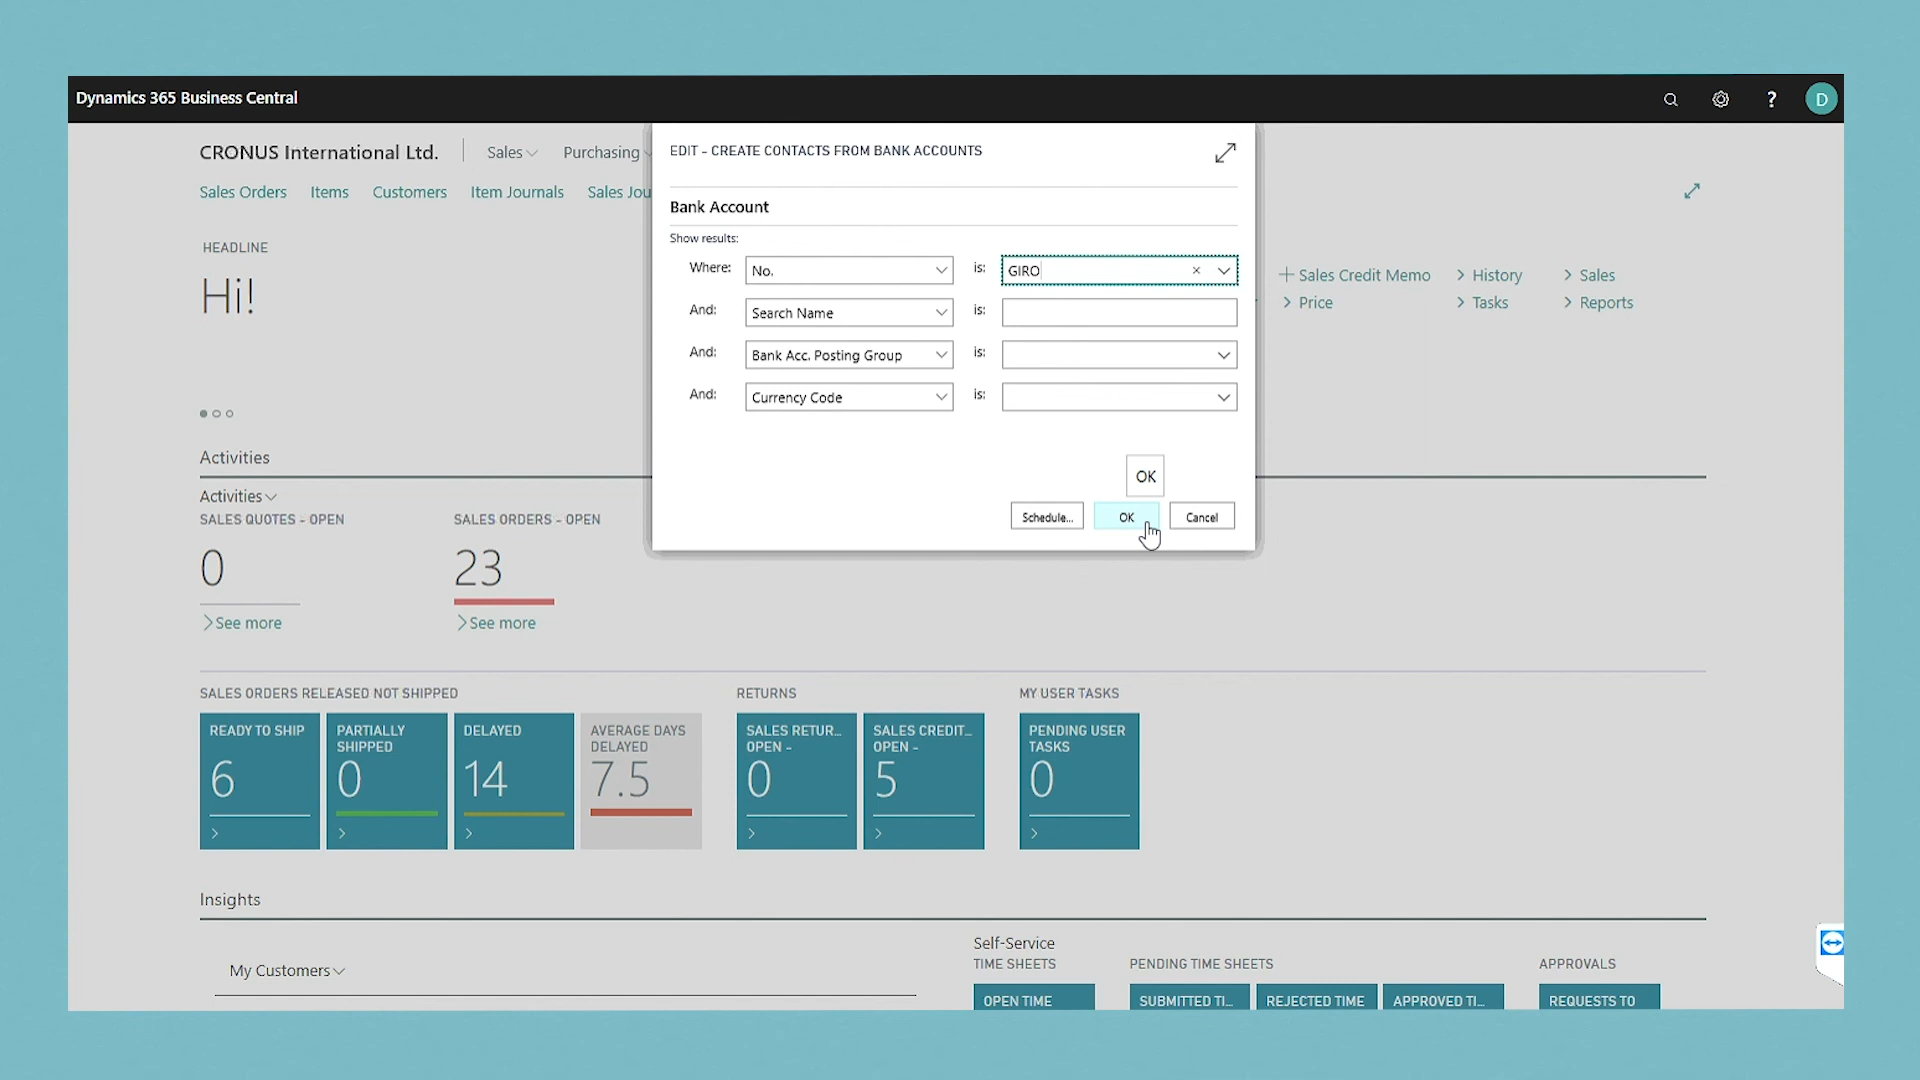 Dynamics 365 Business Central
?
D
CRONUS International Ltd.
Sales
Purchasing
Sales Orders
Items
Customers
Item Journals
Sales Jou
EDIT - CREATE CONTACTS FROM BANK ACCOUNTS
Bank Account
Show results:
Where:
No.
is:
GIRO
And:
Search Name
is:
And:
Bank Acc. Posting Group
is:
And:
Currency Code
is:
OK
Schedule...
OK
Cancel
HEADLINE
Hi!
Sales Credit Memo
History
Sales
Price
Tasks
Reports
Activities
Activities
SALES QUOTES - OPEN
SALES ORDERS - OPEN
0
23
See more
See more
SALES ORDERS RELEASED NOT SHIPPED
RETURNS
MY USER TASKS
READY TO SHIP
6
PARTIALLY
SHIPPED
0
DELAYED
14
AVERAGE DAYS
DELAYED
7.5
SALES RETUR...
OPEN -
0
SALES CREDIT...
OPEN -
5
PENDING USER
TASKS
0
Insights
My Customers
Self-Service
TIME SHEETS
PENDING TIME SHEETS
APPROVALS
OPEN TIME
SUBMITTED TI...
REJECTED TIME
APPROVED TI...
REQUESTS TO